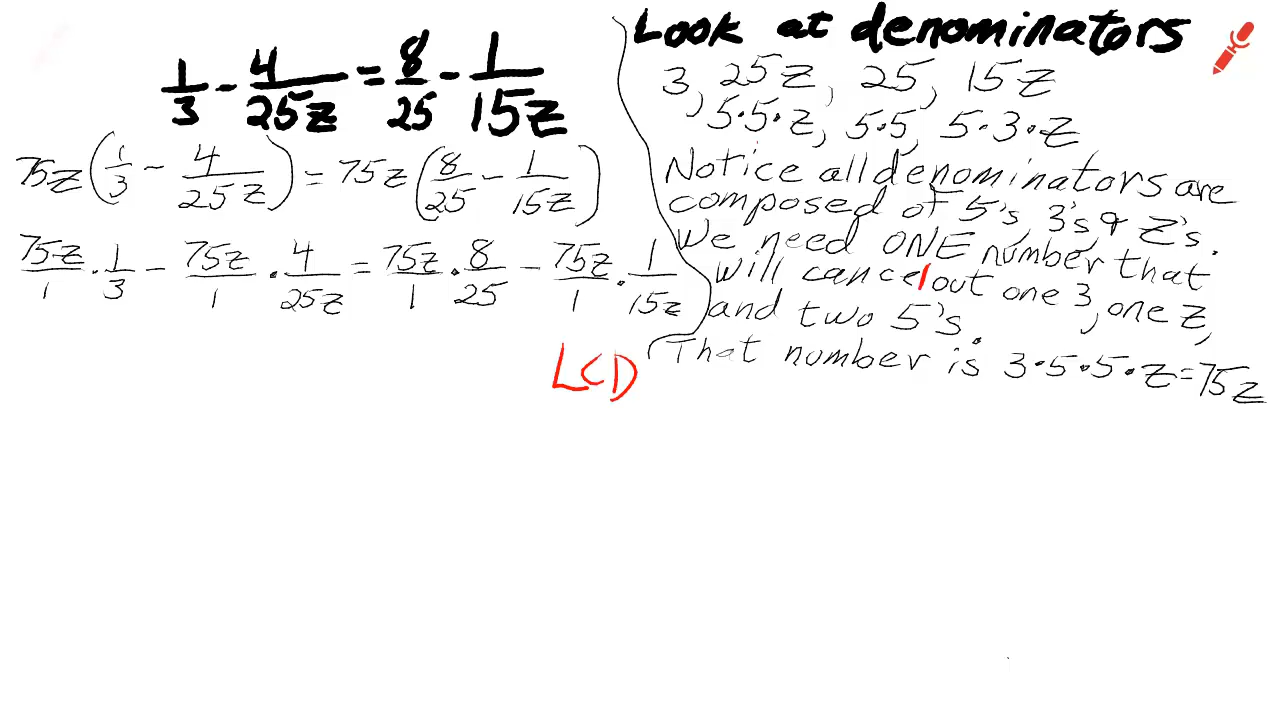 1/3 - 4/25z = 8/25 - 1/15z
75z(1/3 - 4/25z) = 75z(8/25 - 1/15z)
75z/1 · 1/3 - 75z/1 · 4/25z = 75z/1 · 8/25 - 75z/1 · 1/15z
LCD
Look at denominators
3, 25z, 25, 15z
5·5·z, 5·5, 5·3·z
Notice all denominators are
composed of 5's, 3's & z's.
We need ONE number that
will cancel out one 3, one z,
and two 5's.
That number is 3·5·5·z=75z